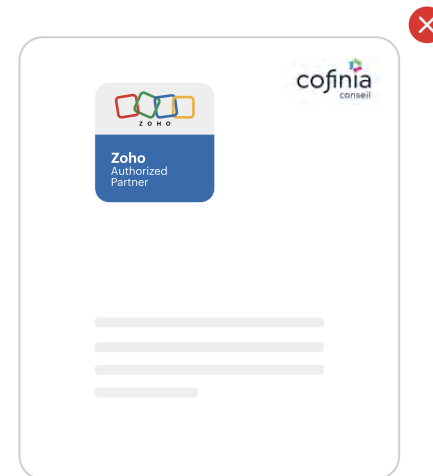 cofinia
conseil
ZOHO
Zoho
Authorized
Partner